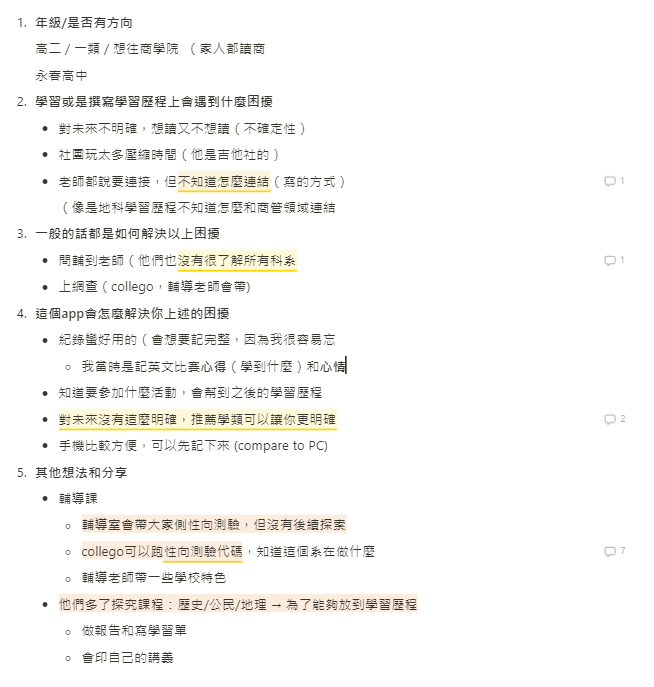 1. 年級/是否有方向
高二 / 一類 / 想往商學院 （家人都讀商
永春高中
2. 學習或是撰寫學習歷程上會遇到什麼困擾
• 對未來不明確，想讀又不想讀（不確定性）
• 社團玩太多壓縮時間（他是吉他社的）
• 老師都說要連接，但不知道怎麼連結（寫的方式） 1
（像是地科學習歷程不知道怎麼和商管領域連結
3. 一般的話都是如何解決以上困擾
• 問輔到老師（他們也沒有很了解所有科系 1
• 上網查（collego，輔導老師會帶)
4. 這個app會怎麼解決你上述的困擾
• 紀錄蠻好用的（會想要記完整，因為我很容易忘
○ 我當時是記英文比賽心得（學到什麼）和心情
• 知道要參加什麼活動，會幫到之後的學習歷程
• 對未來沒有這麼明確，推薦學類可以讓你更明確 2
• 手機比較方便，可以先記下來 (compare to PC)
5. 其他想法和分享
• 輔導課
○ 輔導室會帶大家側性向測驗，但沒有後續探索
○ collego可以跑性向測驗代碼，知道這個系在做什麼 7
○ 輔導老師帶一些學校特色
• 他們多了探究課程：歷史/公民/地理 → 為了能夠放到學習歷程
○ 做報告和寫學習單
○ 會印自己的講義